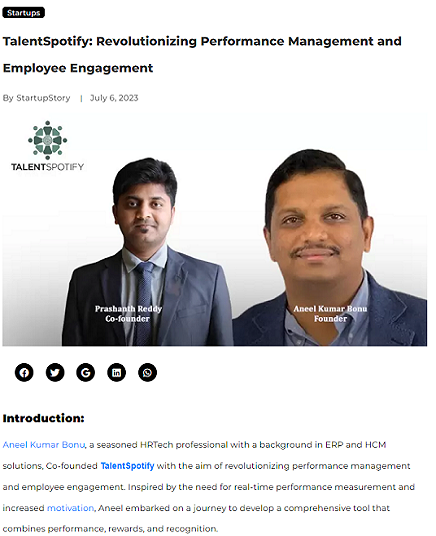 Startups
TalentSpotify: Revolutionizing Performance Management and
Employee Engagement
By StartupStory | July 6, 2023
TALENTSPOTIFY
Prashanth Reddy
Co-founder
Aneel Kumar Bonu
Founder
Introduction:
Aneel Kumar Bonu, a seasoned HRTech professional with a background in ERP and HCM
solutions, Co-founded TalentSpotify with the aim of revolutionizing performance management
and employee engagement. Inspired by the need for real-time performance measurement and
increased motivation, Aneel embarked on a journey to develop a comprehensive tool that
combines performance, rewards, and recognition.